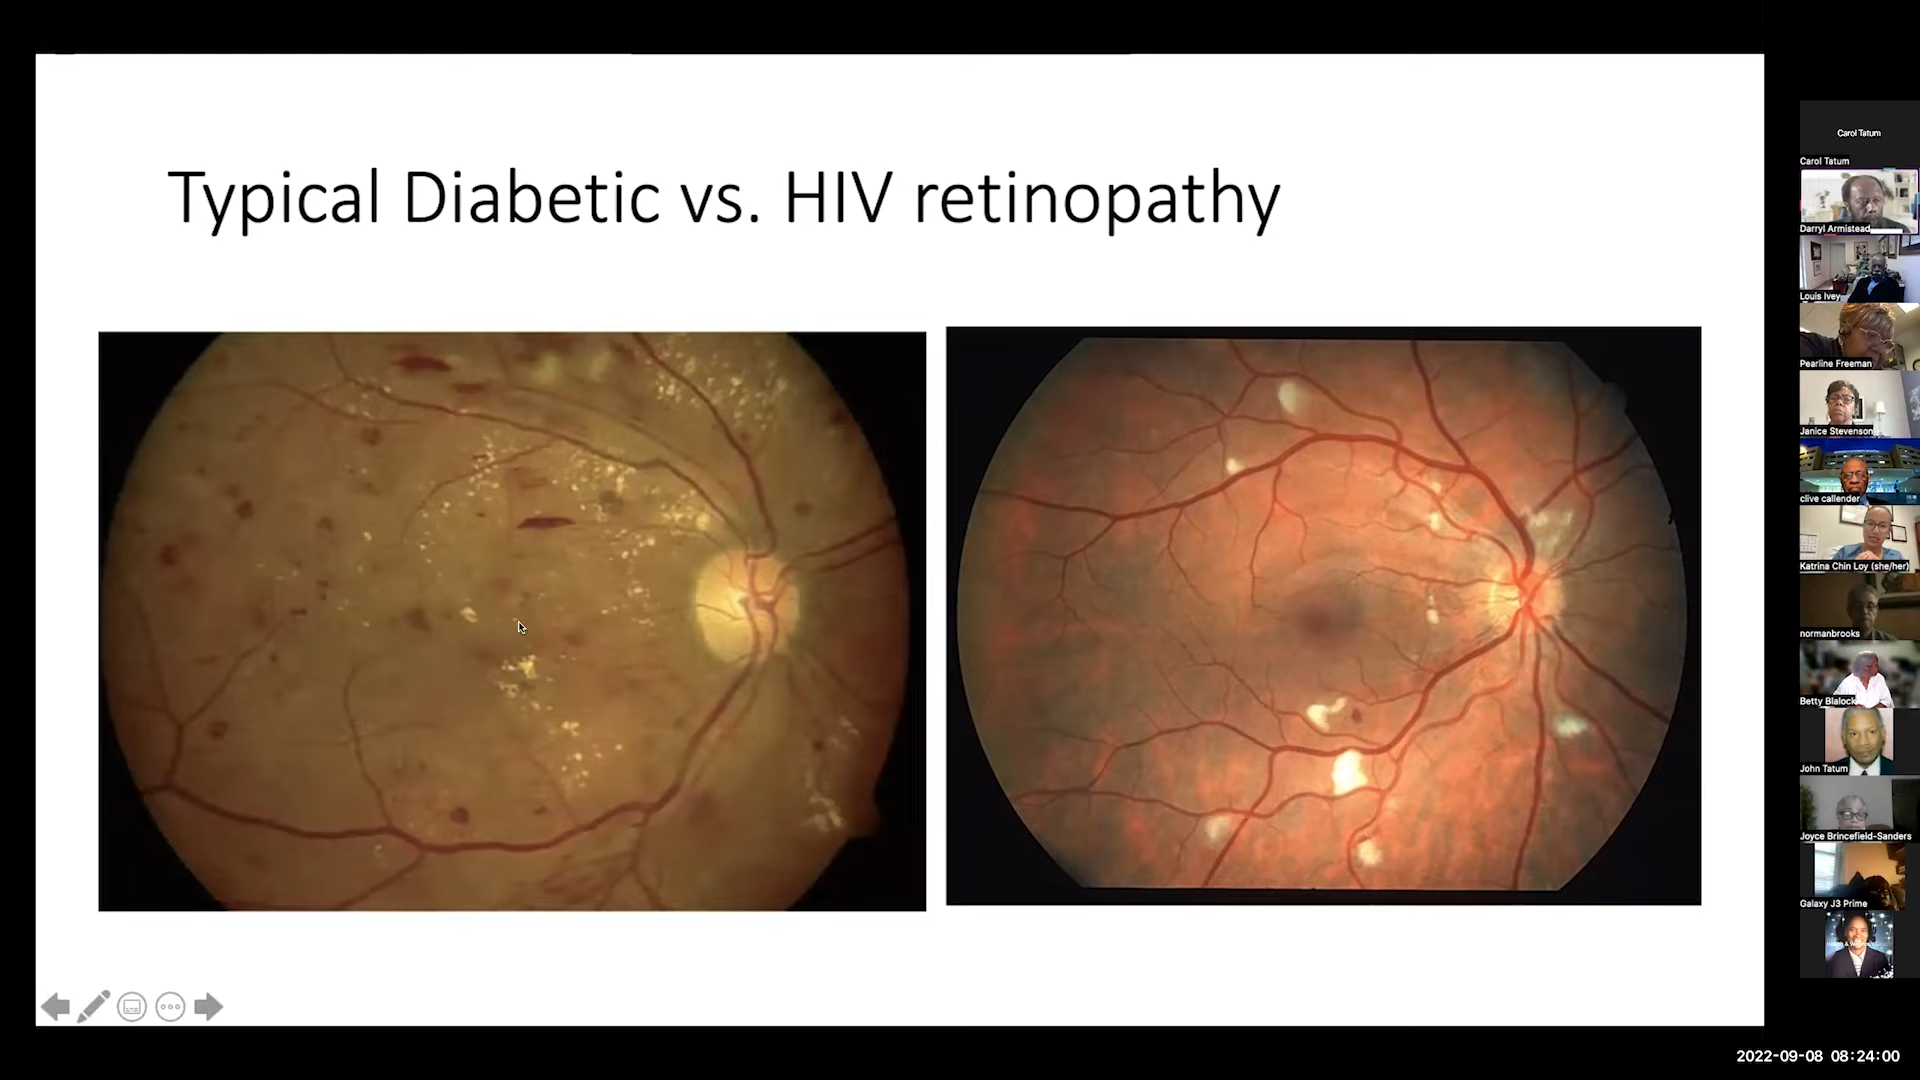 Typical Diabetic vs. HIV retinopathy
Carol Tatum
Carol Tatum
Darryl Armistead
Louis Ivey
Pearline Freeman
Janice Stevenson
clive callender
Katrina Chin Loy (she/her)
normanbrooks
Betty Blalock
John Tatum
Joyce Brincefield-Sanders
Galaxy J3 Prime
2022-09-08 08:24:00